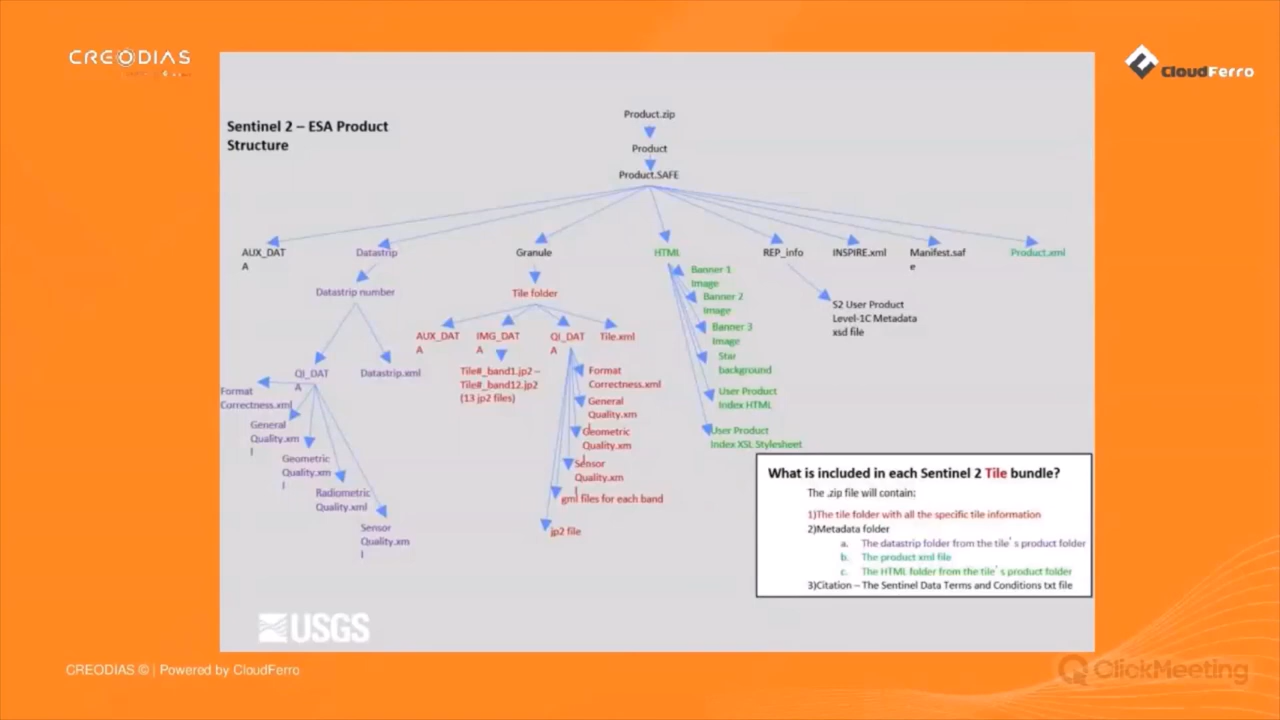 CREODIAS
CloudFerro
Sentinel 2 – ESA Product
Structure
Product.zip
Product
Product.SAFE
AUX_DAT
A
Datastrip
Granule
HTML
REP_info
INSPIRE.xml
Manifest.saf
e
Product.xml
Datastrip number
QI_DAT
A
Datastrip.xml
Format
Correctness.xml
General
Quality.xm
l
Geometric
Quality.xm
l
Radiometric
Quality.xml
Sensor
Quality.xm
l
Tile folder
AUX_DAT
A
IMG_DAT
A
QI_DAT
A
Tile.xml
Tile#_band1.jp2 –
Tile#_band12.jp2
(13 jp2 files)
Format
Correctness.xml
General
Quality.xm
l
Geometric
Quality.xm
l
Sensor
Quality.xm
l
gml files for each band
jp2 file
Banner 1
Image
Banner 2
Image
Banner 3
Image
Star
background
User Product
Index HTML
User Product
Index XSL Stylesheet
S2 User Product
Level-1C Metadata
xsd file
What is included in each Sentinel 2 Tile bundle?
The .zip file will contain:
1)The tile folder with all the specific tile information
2)Metadata folder
a. The datastrip folder from the tile's product folder
b. The product xml file
c. The HTML folder from the tile's product folder
3)Citation – The Sentinel Data Terms and Conditions txt file
USGS
CREODIAS © | Powered by CloudFerro
ClickMeeting